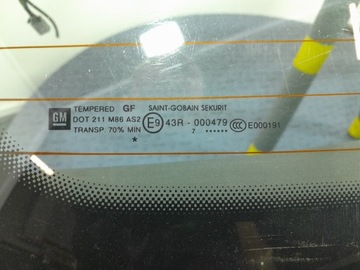 TEMPERED GF SAINT-GOBAIN SEKURIT
GM DOT 211 M86 AS2 E9 43R - 000479 CCC E000191
TRANSP. 70% MIN 7 ••••••
*